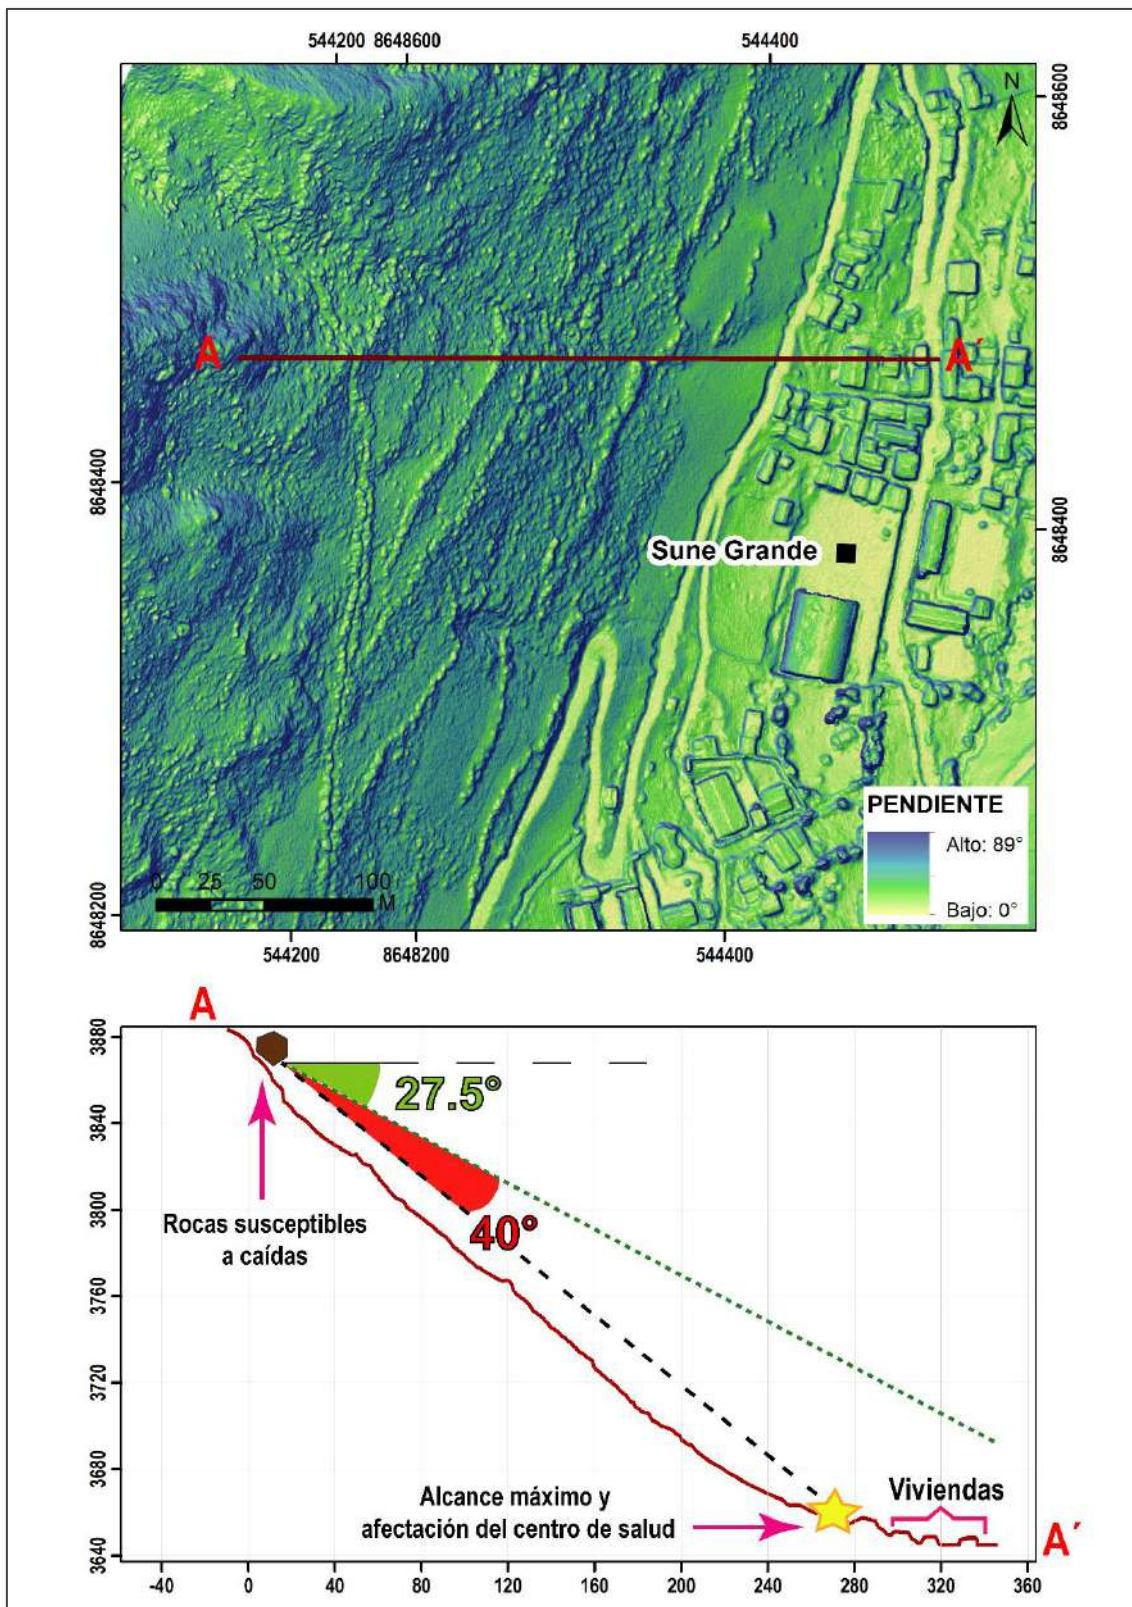 544200 8648600 544400
N
8648600
A A´
8648400
8648400
Sune Grande
PENDIENTE
Alto: 89°
Bajo: 0°
0 25 50 100
M
8648200
544200 8648200 544400
A
3880
27.5°
3840
Rocas susceptibles
a caídas
3800
40°
3760
3720
3680
Alcance máximo y
afectación del centro de salud
Viviendas
3640
A´
-40 0 40 80 120 160 200 240 280 320 360